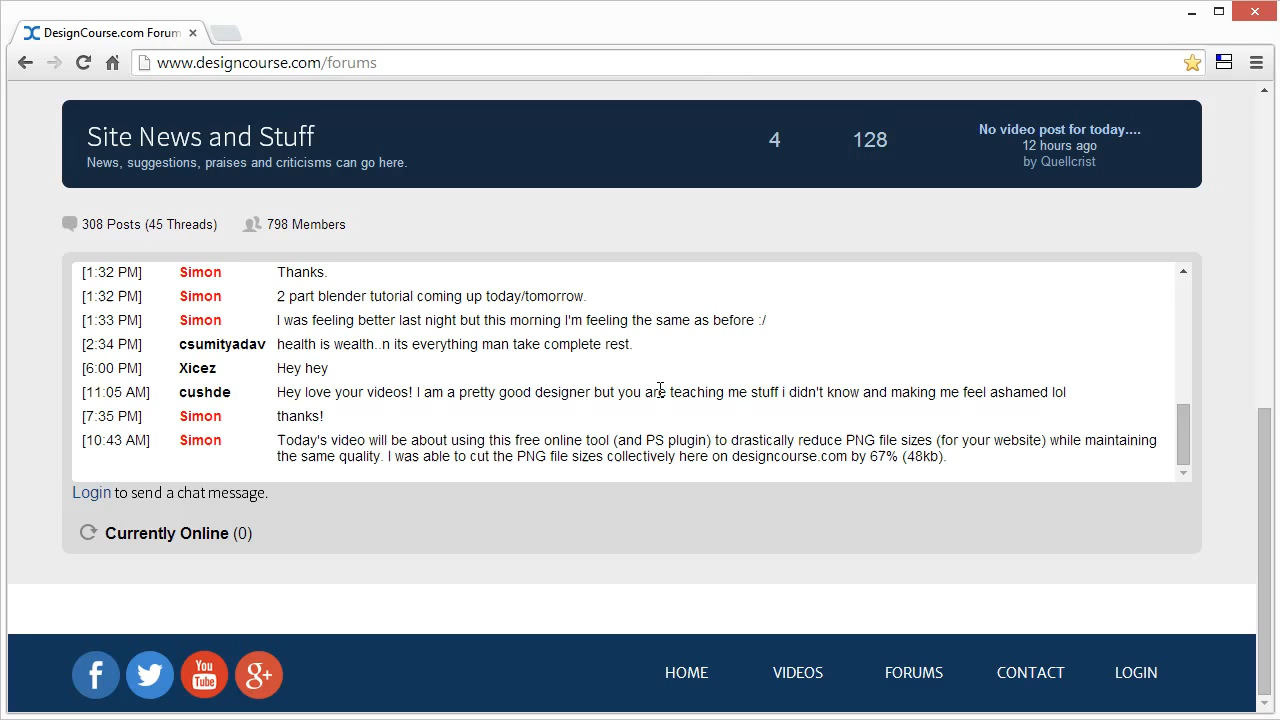 DesignCourse.com Forum
www.designcourse.com/forums
Site News and Stuff
News, suggestions, praises and criticisms can go here.
4
128
No video post for today....
12 hours ago
by Quellcrist
308 Posts (45 Threads)
798 Members
[1:32 PM] Simon Thanks.
[1:32 PM] Simon 2 part blender tutorial coming up today/tomorrow.
[1:33 PM] Simon I was feeling better last night but this morning I'm feeling the same as before :/
[2:34 PM] csumityadav health is wealth..n its everything man take complete rest.
[6:00 PM] Xicez Hey hey
[11:05 AM] cushde Hey love your videos! I am a pretty good designer but you are teaching me stuff i didn't know and making me feel ashamed lol
[7:35 PM] Simon thanks!
[10:43 AM] Simon Today's video will be about using this free online tool (and PS plugin) to drastically reduce PNG file sizes (for your website) while maintaining
the same quality. I was able to cut the PNG file sizes collectively here on designcourse.com by 67% (48kb).
Login to send a chat message.
Currently Online (0)
f
You
Tube
g+
HOME
VIDEOS
FORUMS
CONTACT
LOGIN